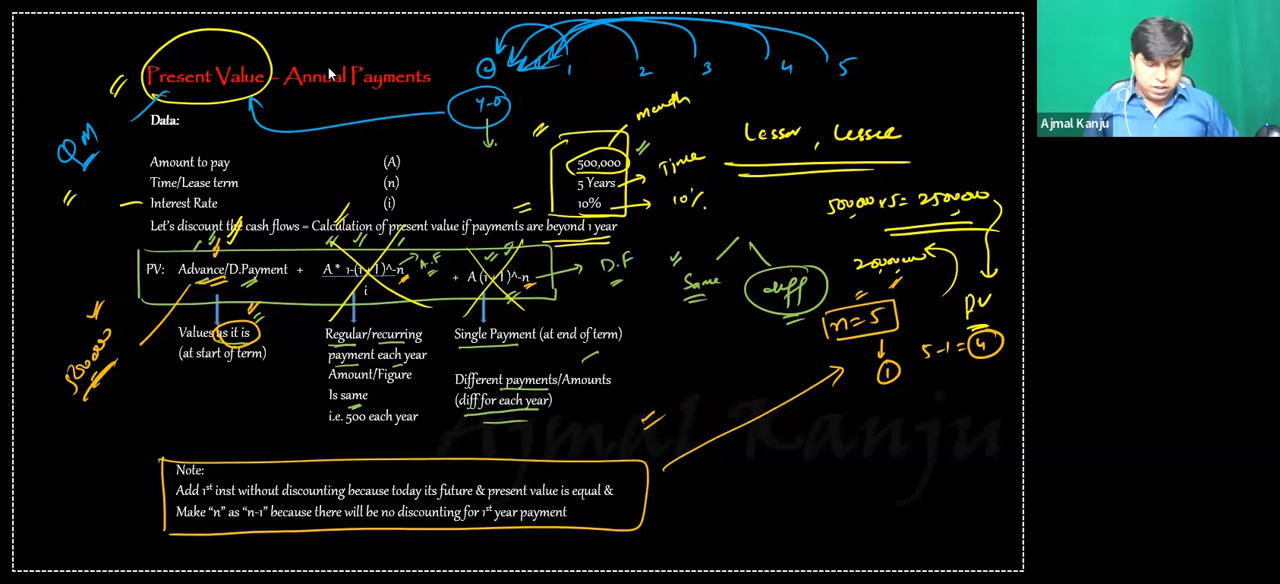 Present Value – Annual Payments
0 1 2 3 4 5
Y-0
Q M
Data:
month
Lessor, Lessee
Ajmal Kanju
Amount to pay (A) 500,000
Time/Lease term (n) 5 Years
Time
Interest Rate (i) 10%
10%.
Let's discount the cash flows = Calculation of present value if payments are beyond 1 year
PV: Advance/D.Payment + A* 1-(1+1)^-n + A (1+1)^-n
i
A.F
D.F
Same
diff
PV
n=5
5-1=4
1
Values as it is
(at start of term)
Regular/recurring
payment each year
Amount/Figure
Is same
i.e. 500 each year
Single Payment (at end of term)
Different payments/Amounts
(diff for each year)
Ajmal Kanju
Note:
Add 1st inst without discounting because today its future & present value is equal &
Make "n" as "n-1" because there will be no discounting for 1st year payment